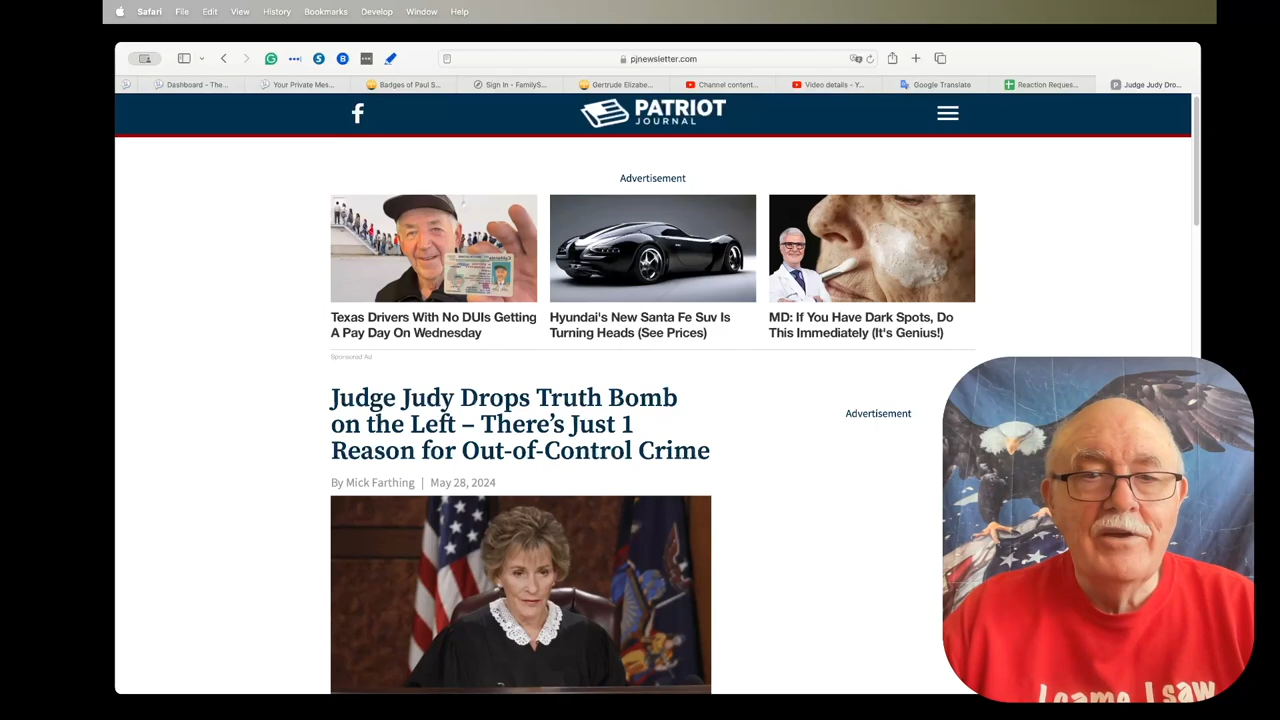 Safari File Edit View History Bookmarks Develop Window Help
pjnewsletter.com
Dashboard - The... Your Private Mes... Badges of Paul S... Sign In - FamilyS... Gertrude Elizabe... Channel content... Video details - Y... Google Translate Reaction Reques... Judge Judy Dro...
PATRIOT
JOURNAL
Advertisement
Texas Drivers With No DUIs Getting
A Pay Day On Wednesday
Hyundai's New Santa Fe Suv Is
Turning Heads (See Prices)
MD: If You Have Dark Spots, Do
This Immediately (It's Genius!)
Sponsored Ad
Judge Judy Drops Truth Bomb
on the Left – There’s Just 1
Reason for Out-of-Control Crime
By Mick Farthing | May 28, 2024
Advertisement
I came I saw